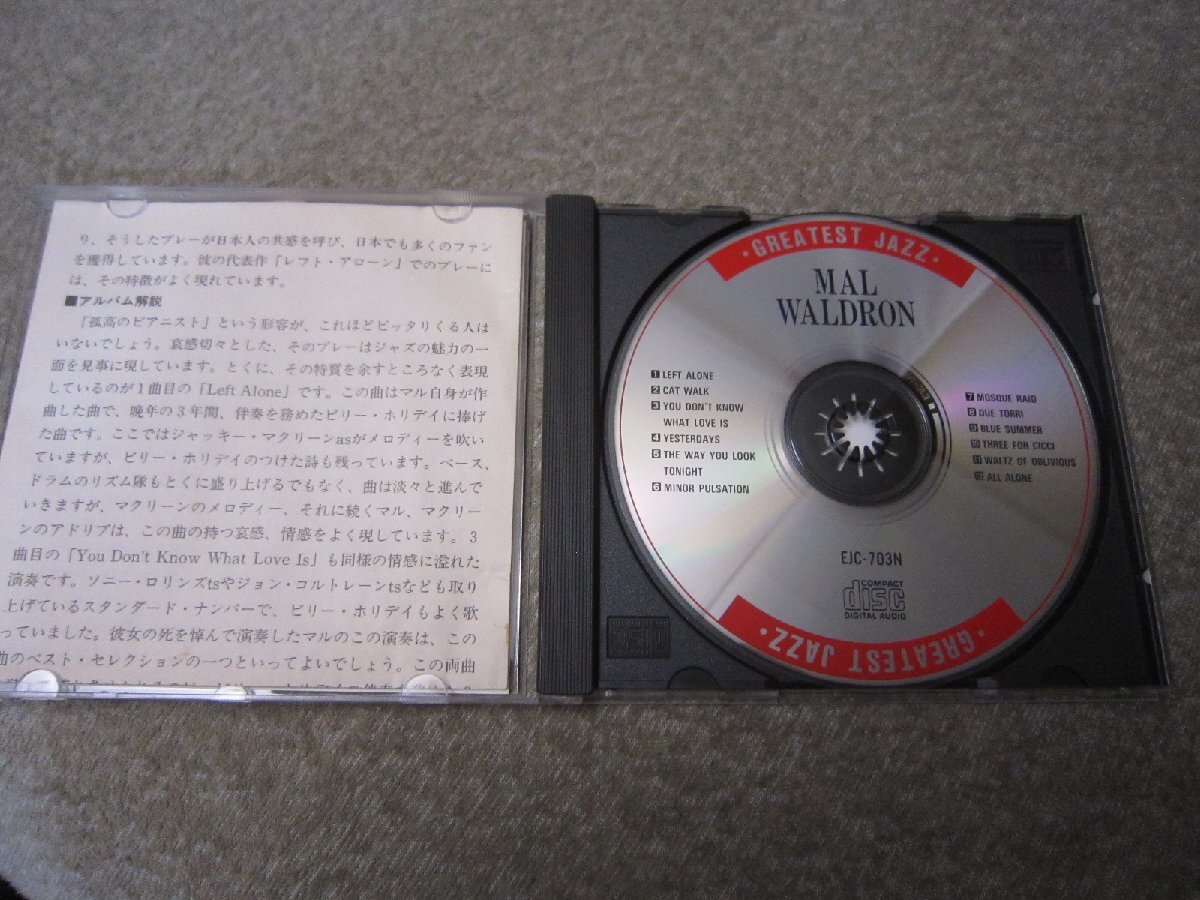 り、そうしたプレーが日本人の共感を呼び、日本でも多くのファン
を獲得しています。彼の代表作「レフト・アローン」でのプレーに
は、その特徴がよく現れています。
■アルバム解説
「孤高のピアニスト」という形容が、これほどピッタリくる人は
いないでしょう。哀感切々とした、そのプレーはジャズの魅力の一
面を見事に現しています。とくに、その特質を余すところなく表現
しているのが1曲目の「Left Alone」です。この曲はマル自身が作
曲した曲で、晩年の3年間、伴奏を務めたビリー・ホリデイに捧げ
た曲です。ここではジャッキー・マクリーンasがメロディーを吹い
ていますが、ビリー・ホリデイのつけた詩も残っています。ベース、
ドラムのリズム隊もとくに盛り上げるでもなく、曲は淡々と進んで
いきますが、マクリーンのメロディー、それに続くマル、マクリー
ンのアドリブは、この曲の持つ哀感、情感をよく現しています。3
曲目の「You Don't Know What Love Is」も同様の情感に溢れた
演奏です。ソニー・ロリンズtsやジョン・コルトレーンtsなども取り
上げているスタンダード・ナンバーで、ビリー・ホリデイもよく歌
っていました。彼女の死を悼んで演奏したマルのこの演奏は、この
曲のベスト・セレクションの一つといってよいでしょう。この両曲
・GREATEST JAZZ・
MAL
WALDRON
1 LEFT ALONE
2 CAT WALK
3 YOU DON'T KNOW
WHAT LOVE IS
4 YESTERDAYS
5 THE WAY YOU LOOK
TONIGHT
6 MINOR PULSATION
7 MOSQUE RAID
8 DUE TORRI
9 BLUE SUMMER
10 THREE FOR CICCI
11 WALTZ OF OBLIVIOUS
12 ALL ALONE
EJC-703N
COMPACT
disc
DIGITAL AUDIO
・GREATEST JAZZ・